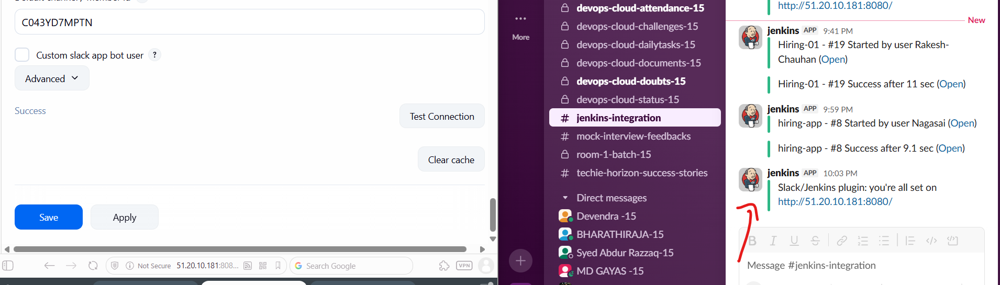 Default channel / member id
C043YD7MPTN
Custom slack app bot user ?
Advanced
Success
Test Connection
Clear cache
Save
Apply
Not Secure 51.20.10.181:808...
Search Google
VPN
More
devops-cloud-attendance-15
devops-cloud-challenges-15
devops-cloud-dailytasks-15
devops-cloud-documents-15
devops-cloud-doubts-15
devops-cloud-status-15
# jenkins-integration
# mock-interview-feedbacks
room-1-batch-15
# techie-horizon-success-stories
Direct messages
Devendra -15
BHARATHIRAJA-15
Syed Abdur Razzaq-15
MD GAYAS -15
http://51.20.10.181:8080/
New
jenkins APP 9:41 PM
Hiring-01 - #19 Started by user Rakesh-
Chauhan (Open)
Hiring-01 - #19 Success after 11 sec (Open)
jenkins APP 9:59 PM
hiring-app - #8 Started by user Nagasai (Open)
hiring-app - #8 Success after 9.1 sec (Open)
jenkins APP 10:03 PM
Slack/Jenkins plugin: you're all set on
http://51.20.10.181:8080/
B I U S
Message #jenkins-integration